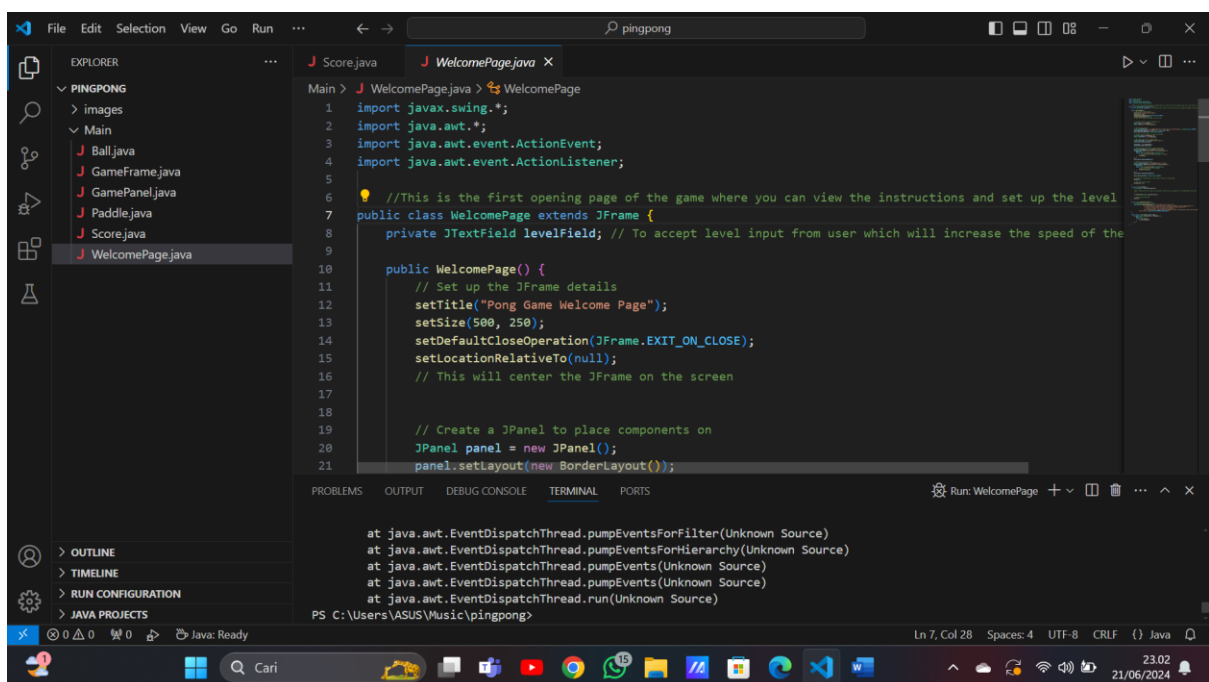 File Edit Selection View Go Run ···
pingpong
EXPLORER ···
PINGPONG
images
Main
J Ball.java
J GameFrame.java
J GamePanel.java
J Paddle.java
J Score.java
J WelcomePage.java
OUTLINE
TIMELINE
RUN CONFIGURATION
JAVA PROJECTS
J Score.java J WelcomePage.java
Main > J WelcomePage.java > WelcomePage
1 import javax.swing.*;
2 import java.awt.*;
3 import java.awt.event.ActionEvent;
4 import java.awt.event.ActionListener;
5
6 //This is the first opening page of the game where you can view the instructions and set up the level
7 public class WelcomePage extends JFrame {
8 private JTextField levelField; // To accept level input from user which will increase the speed of the
9
10 public WelcomePage() {
11 // Set up the JFrame details
12 setTitle("Pong Game Welcome Page");
13 setSize(500, 250);
14 setDefaultCloseOperation(JFrame.EXIT_ON_CLOSE);
15 setLocationRelativeTo(null);
16 // This will center the JFrame on the screen
17
18
19 // Create a JPanel to place components on
20 JPanel panel = new JPanel();
21 panel.setLayout(new BorderLayout());
PROBLEMS OUTPUT DEBUG CONSOLE TERMINAL PORTS
Run: WelcomePage
at java.awt.EventDispatchThread.pumpEventsForFilter(Unknown Source)
at java.awt.EventDispatchThread.pumpEventsForHierarchy(Unknown Source)
at java.awt.EventDispatchThread.pumpEvents(Unknown Source)
at java.awt.EventDispatchThread.pumpEvents(Unknown Source)
at java.awt.EventDispatchThread.run(Unknown Source)
PS C:\Users\ASUS\Music\pingpong>
0 0 0 Java: Ready
Ln 7, Col 28 Spaces: 4 UTF-8 CRLF {} Java
1
Cari
15
23.02
21/06/2024